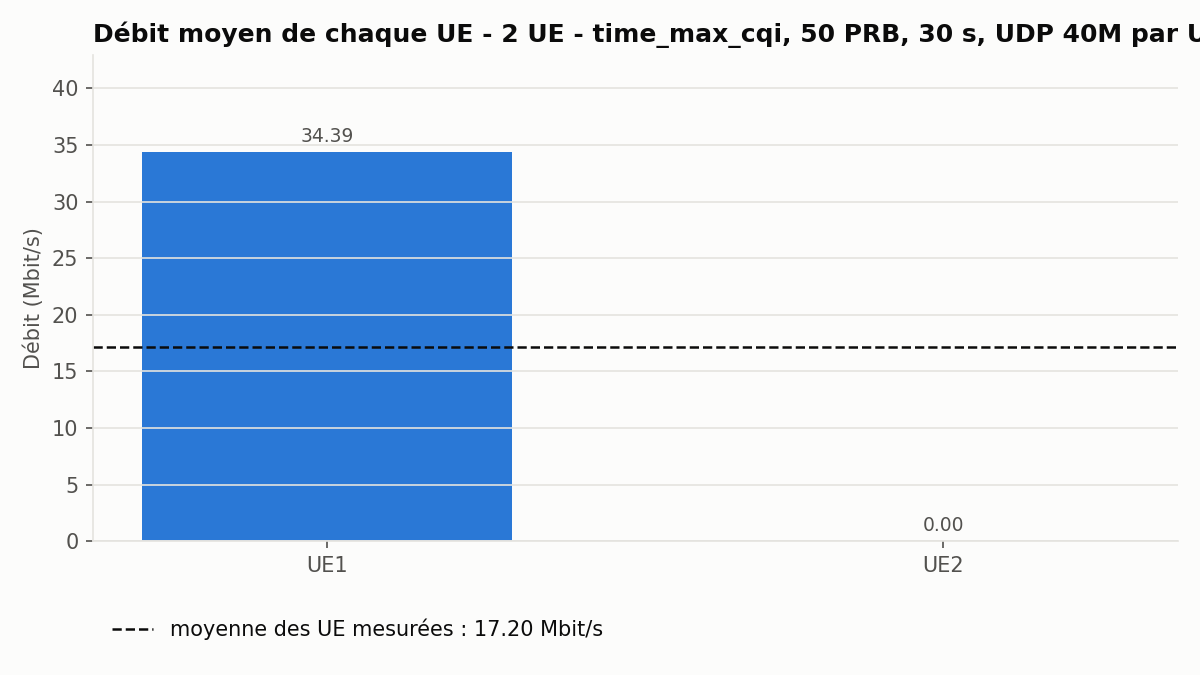 Débit moyen de chaque UE - 2 UE - time_max_cqi, 50 PRB, 30 s, UDP 40M par U
40
35
30
25
20
15
10
5
0
Débit (Mbit/s)
34.39
0.00
UE1
UE2
moyenne des UE mesurées : 17.20 Mbit/s